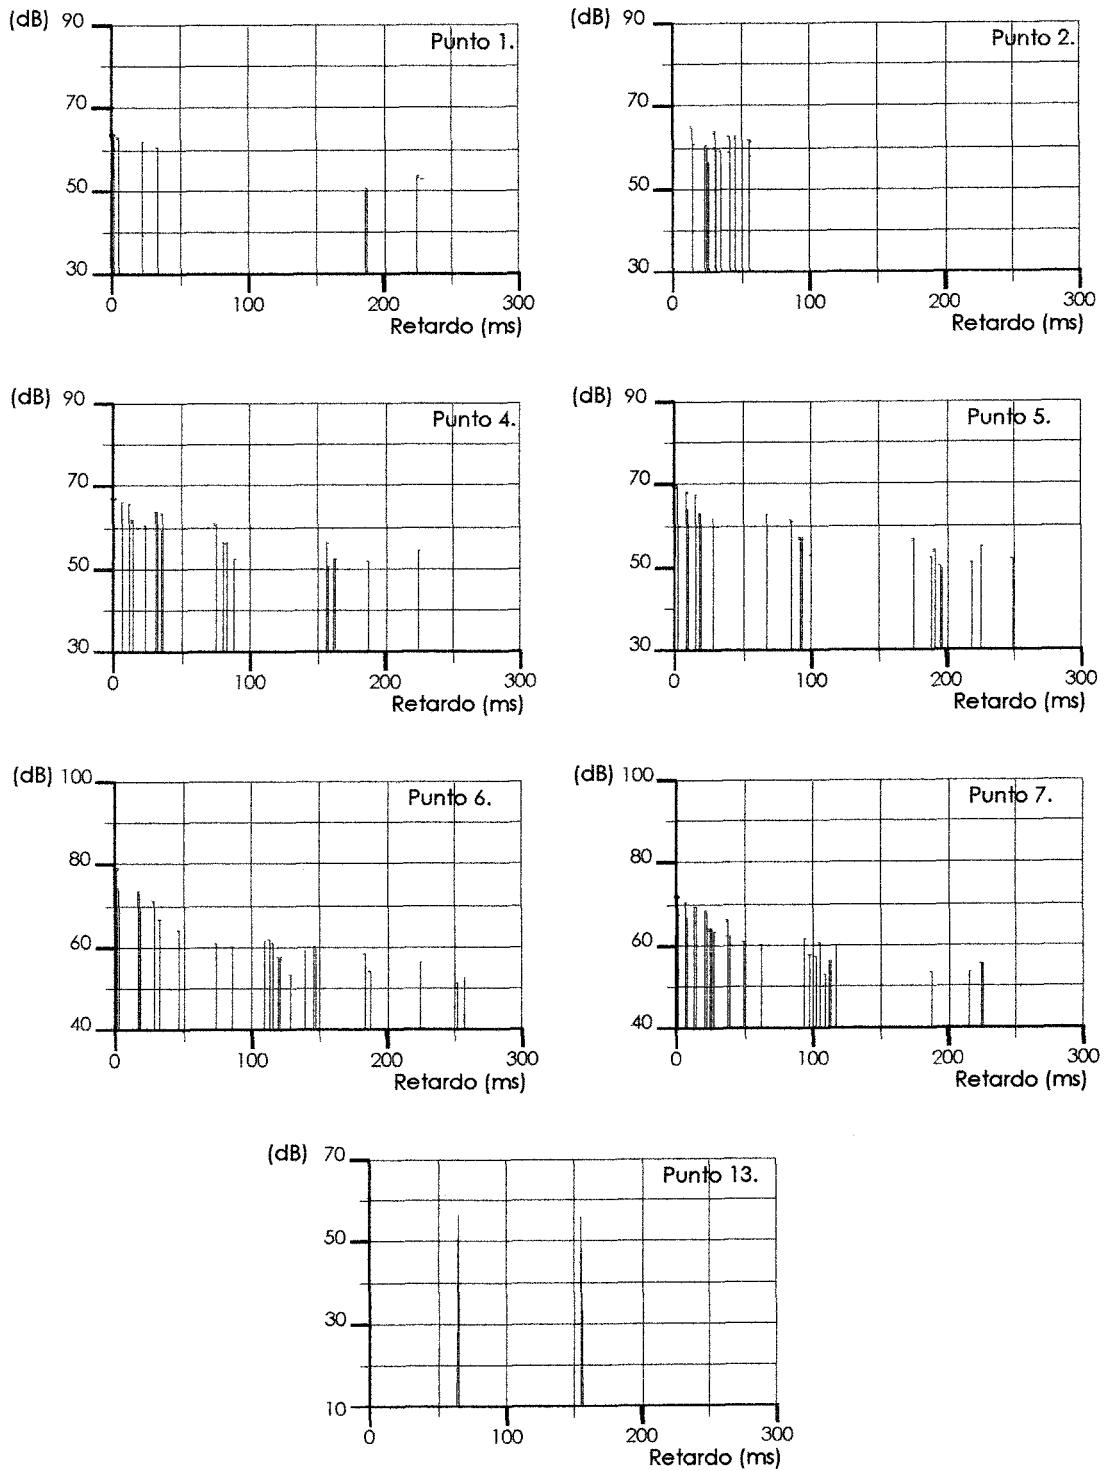 (dB) 90
Punto 1.
70
50
30
0 100 200 300
Retardo (ms)
(dB) 90
Punto 2.
70
50
30
0 100 200 300
Retardo (ms)
(dB) 90
Punto 4.
70
50
30
0 100 200 300
Retardo (ms)
(dB) 90
Punto 5.
70
50
30
0 100 200 300
Retardo (ms)
(dB) 100
Punto 6.
80
60
40
0 100 200 300
Retardo (ms)
(dB) 100
Punto 7.
80
60
40
0 100 200 300
Retardo (ms)
(dB) 70
Punto 13.
50
30
10
0 100 200 300
Retardo (ms)